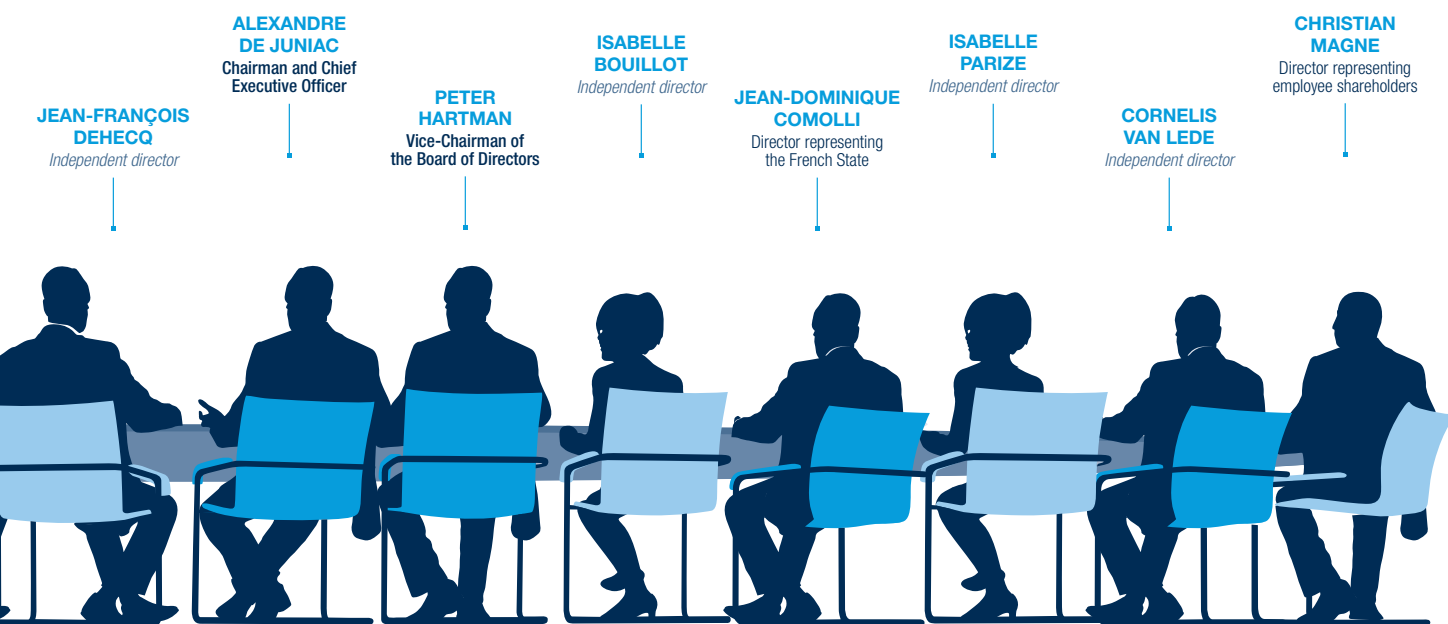 JEAN-FRANÇOIS
DEHECQ
Independent director
ALEXANDRE
DE JUNIAC
Chairman and Chief
Executive Officer
PETER
HARTMAN
Vice-Chairman of
the Board of Directors
ISABELLE
BOUILLOT
Independent director
JEAN-DOMINIQUE
COMOLLI
Director representing
the French State
ISABELLE
PARIZE
Independent director
CORNELIS
VAN LEDE
Independent director
CHRISTIAN
MAGNE
Director representing
employee shareholders